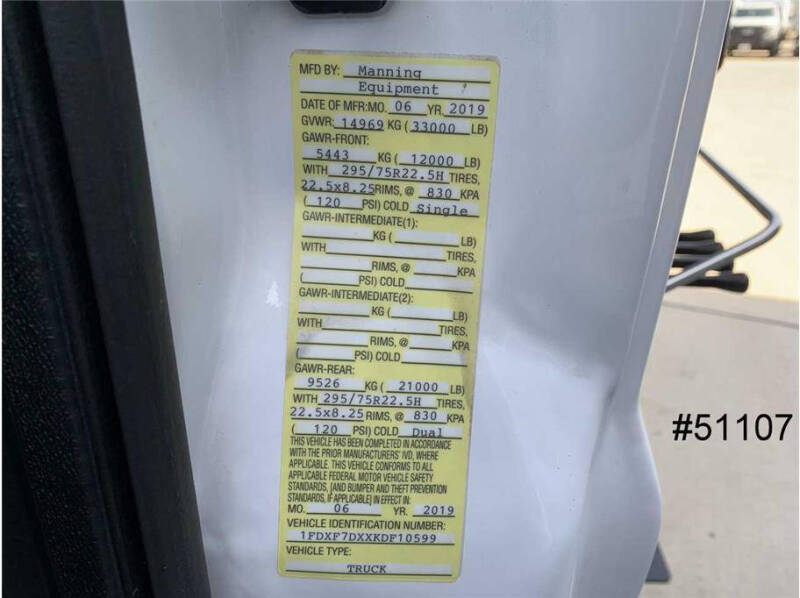 MFD BY: Manning
Equipment
DATE OF MFR:MO. 06 YR. 2019
GVWR: 14969 KG ( 33000 LB)
GAWR-FRONT:
5443 KG ( 12000 LB)
WITH 295/75R22.5H TIRES,
22.5x8.25 RIMS, @ 830 KPA
( 120 PSI) COLD Single
GAWR-INTERMEDIATE(1):
KG ( LB)
WITH TIRES,
RIMS, @ KPA
( PSI) COLD
GAWR-INTERMEDIATE(2):
KG ( LB)
WITH TIRES,
RIMS, @ KPA
( PSI) COLD
GAWR-REAR:
9526 KG ( 21000 LB)
WITH 295/75R22.5H TIRES,
22.5x8.25 RIMS, @ 830 KPA
( 120 PSI) COLD Dual
THIS VEHICLE HAS BEEN COMPLETED IN ACCORDANCE
WITH THE PRIOR MANUFACTURERS' IVD, WHERE
APPLICABLE. THIS VEHICLE CONFORMS TO ALL
APPLICABLE FEDERAL MOTOR VEHICLE SAFETY
STANDARDS, [AND BUMPER AND THEFT PREVENTION
STANDARDS, IF APPLICABLE] IN EFFECT IN:
MO. 06 YR. 2019
VEHICLE IDENTIFICATION NUMBER:
1FDXF7DXXKDF10599
VEHICLE TYPE:
TRUCK
#51107